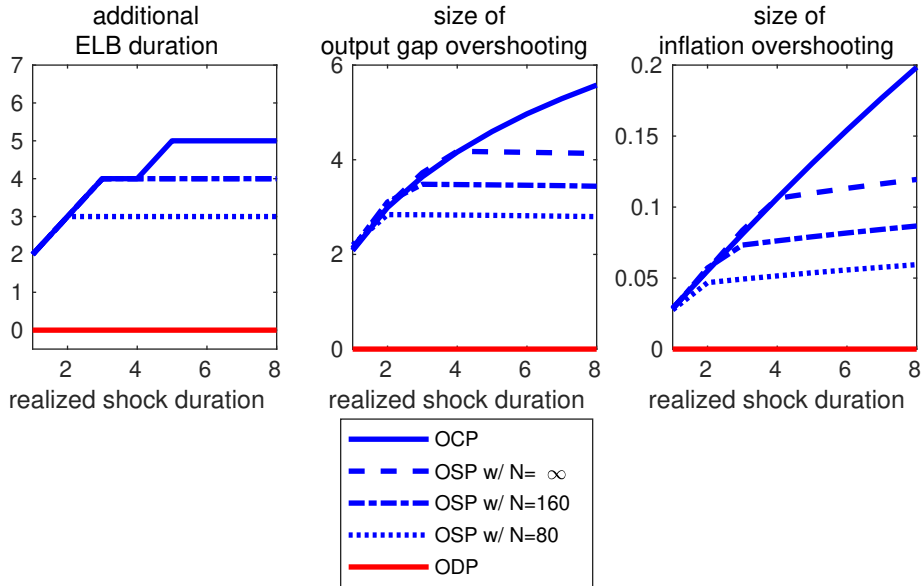 additional
ELB duration
7
6
5
4
3
2
1
0
2 4 6 8
realized shock duration
size of
output gap overshooting
6
4
2
0
2 4 6 8
realized shock duration
size of
inflation overshooting
0.2
0.15
0.1
0.05
0
2 4 6 8
realized shock duration
OCP
OSP w/ N= ∞
OSP w/ N=160
OSP w/ N=80
ODP